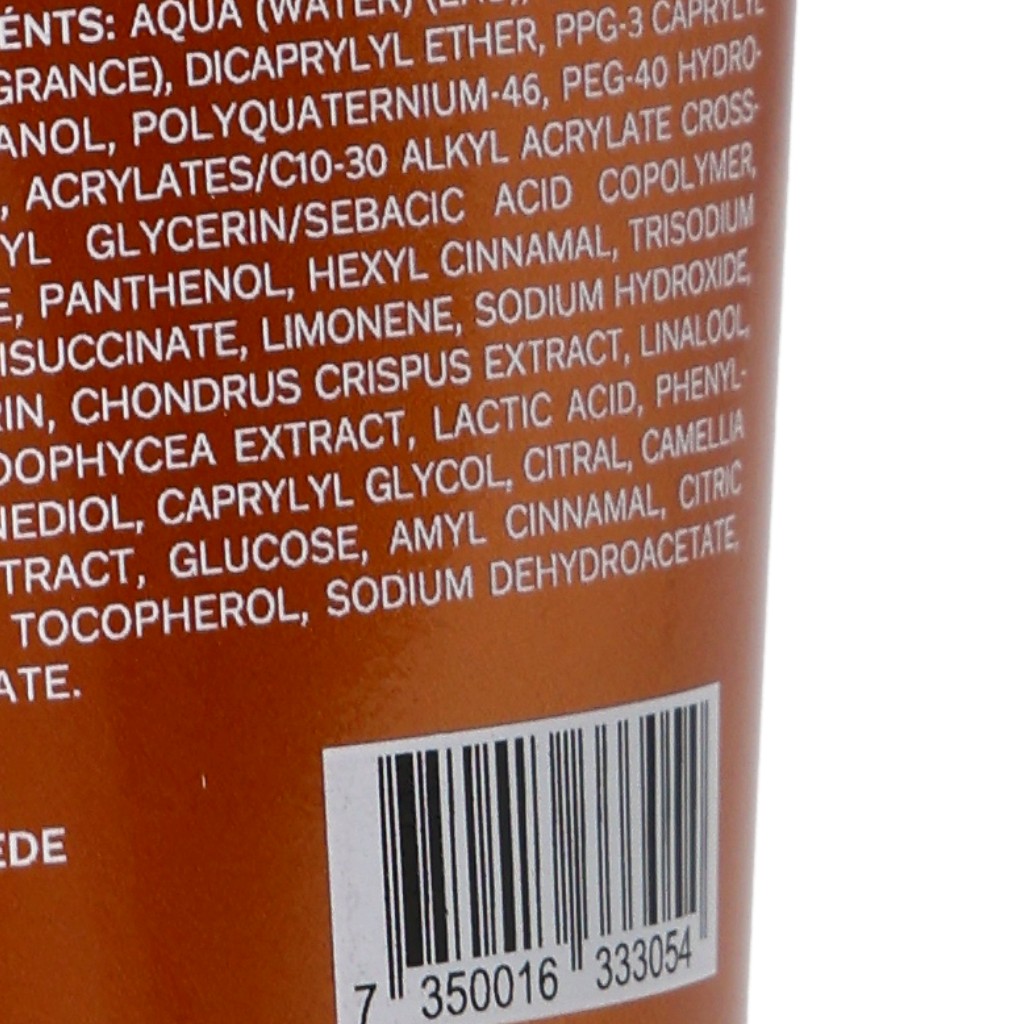 ÉNTS: AQUA (WATER)
GRANCE), DICAPRYLYL ETHER, PPG-3 CAPRYLYL
ANOL, POLYQUATERNIUM-46, PEG-40 HYDRO-
, ACRYLATES/C10-30 ALKYL ACRYLATE CROSS-
YL GLYCERIN/SEBACIC ACID COPOLYMER,
E, PANTHENOL, HEXYL CINNAMAL, TRISODIUM
ISUCCINATE, LIMONENE, SODIUM HYDROXIDE,
RIN, CHONDRUS CRISPUS EXTRACT, LINALOOL,
OOPHYCEA EXTRACT, LACTIC ACID, PHENYL-
NEDIOL, CAPRYLYL GLYCOL, CITRAL, CAMELLIA
TRACT, GLUCOSE, AMYL CINNAMAL, CITRIC
TOCOPHEROL, SODIUM DEHYDROACETATE,
ATE.
EDE
7 350016 333054